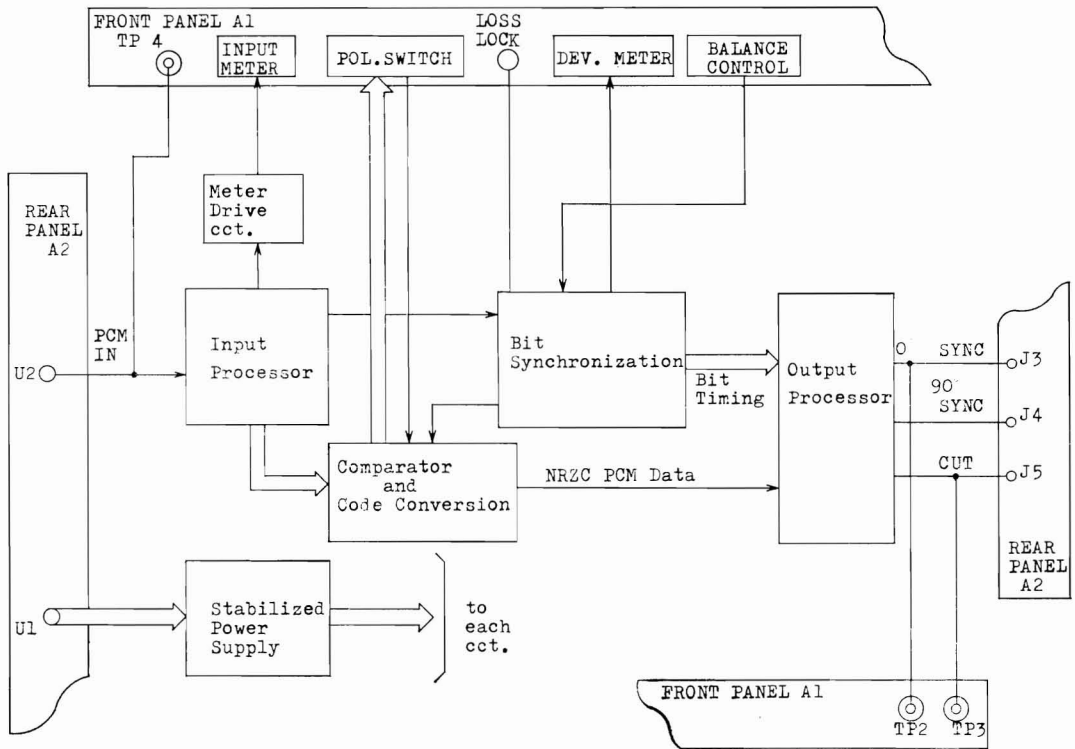 FRONT PANEL A1
TP 4
INPUT
METER
POL.SWITCH
LOSS
LOCK
DEV. METER
BALANCE
CONTROL
REAR
PANEL
A2
Meter
Drive
cct.
PCM
IN
U2
Input
Processor
Bit
Synchronization
Bit
Timing
Output
Processor
O
SYNC
J3
90
SYNC
J4
CUT
J5
Comparator
and
Code Conversion
NRZC PCM Data
REAR
PANEL
A2
U1
Stabilized
Power
Supply
to
each
cct.
FRONT PANEL A1
TP2
TP3